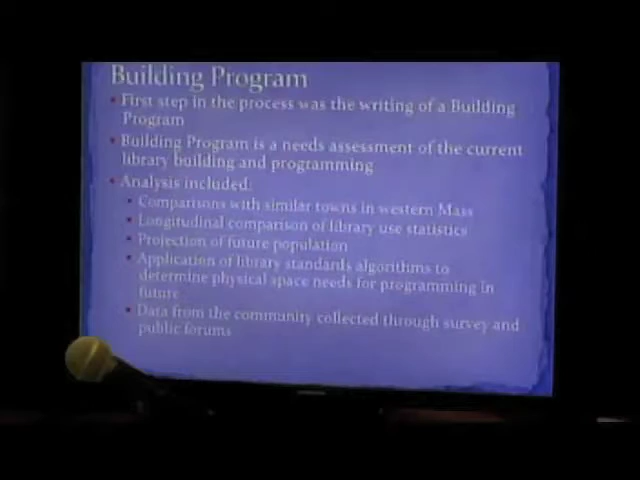 Building Program
• First step in the process was the writing of a Building
Program
• Building Program is a needs assessment of the current
library building and programming
• Analysis included:
• Comparisons with similar towns in western Mass
• Longitudinal comparison of library use statistics
• Projection of future population
• Application of library standards algorithms to
determine physical space needs for programming in
future
• Data from the community collected through survey and
public forums